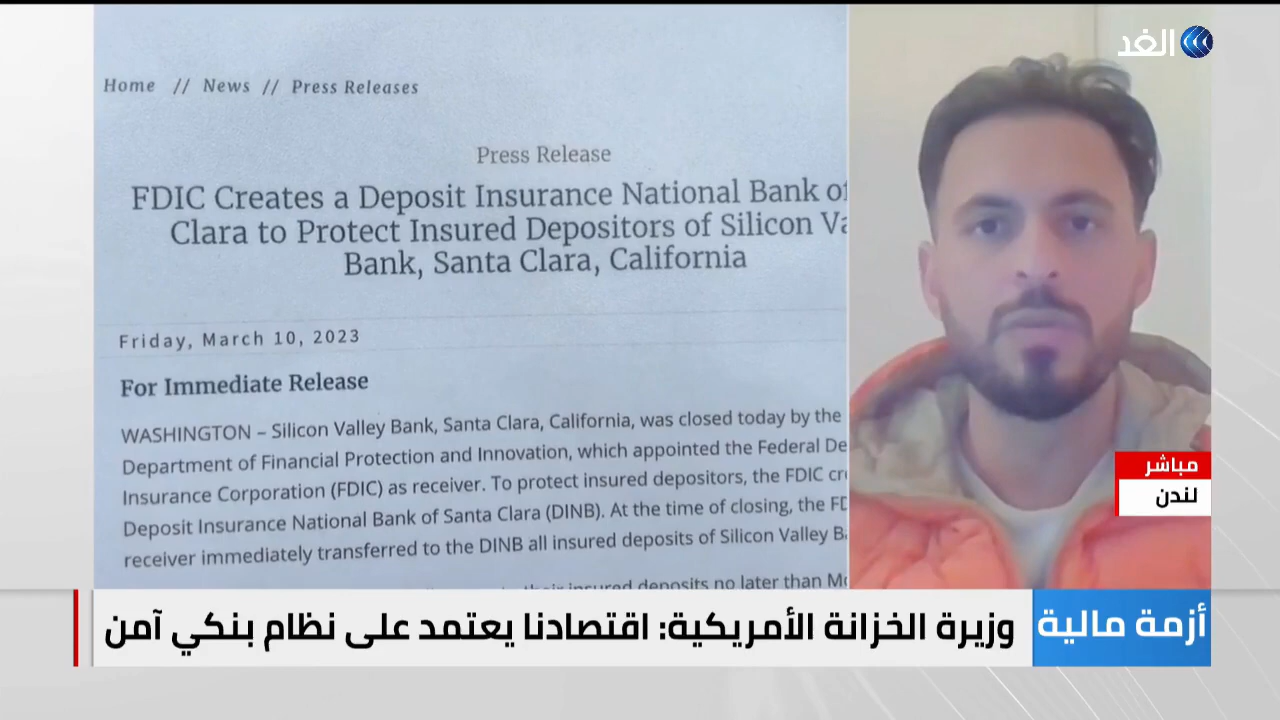 الغد
Home // News // Press Releases
Press Release
FDIC Creates a Deposit Insurance National Bank of
Clara to Protect Insured Depositors of Silicon
Bank, Santa Clara, California
Friday, March 10, 2023
For Immediate Release
WASHINGTON – Silicon Valley Bank, Santa Clara, California, was closed today by the
Department of Financial Protection and Innovation, which appointed the Federal
Insurance Corporation (FDIC) as receiver. To protect insured depositors, the FDIC
Deposit Insurance National Bank of Santa Clara (DINB). At the time of closing, the
receiver immediately transferred to the DINB all insured deposits of Silicon Valley
insured deposits no later than
مباشر
لندن
أزمة مالية
وزيرة الخزانة الأمريكية: اقتصادنا يعتمد على نظام بنكي آمن